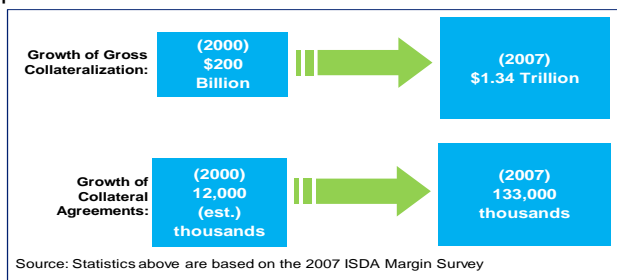 Growth of Gross
Collateralization:
(2000)
$200
Billion
(2007)
$1.34 Trillion
Growth of
Collateral
Agreements:
(2000)
12,000
(est.)
thousands
(2007)
133,000
thousands
Source: Statistics above are based on the 2007 ISDA Margin Survey